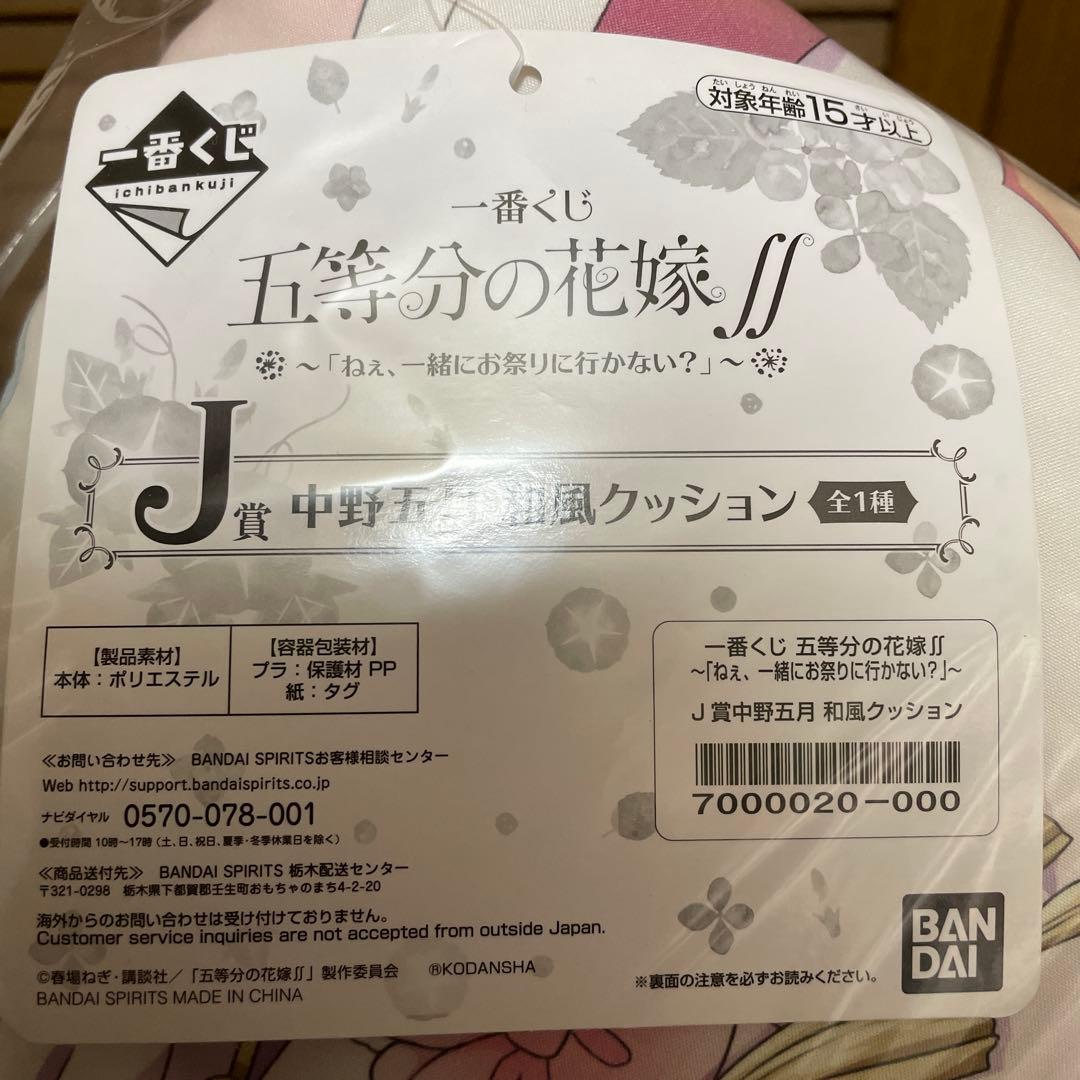 一番くじ
ichibankuji
たいしょうねんれい さい いじょう
対象年齢15才以上
一番くじ
五等分の花嫁∬
～「ねぇ、一緒にお祭りに行かない?」～
J賞 中野五月 和風クッション 全1種
【製品素材】
本体：ポリエステル
【容器包装材】
プラ：保護材 PP
紙：タグ
一番くじ 五等分の花嫁∬
～「ねぇ、一緒にお祭りに行かない?」～
J賞中野五月 和風クッション
7000020-000
≪お問い合わせ先≫ BANDAI SPIRITSお客様相談センター
Web http://support.bandaispirits.co.jp
ナビダイヤル 0570-078-001
●受付時間 10時〜17時（土、日、祝日、夏季・冬季休業日を除く）
≪商品送付先≫ BANDAI SPIRITS 栃木配送センター
〒321-0298 栃木県下都賀郡壬生町おもちゃのまち4-2-20
海外からのお問い合わせは受け付けておりません。
Customer service inquiries are not accepted from outside Japan.
©春場ねぎ・講談社／「五等分の花嫁∬」製作委員会 ®KODANSHA
BANDAI SPIRITS MADE IN CHINA
※裏面の注意を必ずお読みください。
BAN
DAI